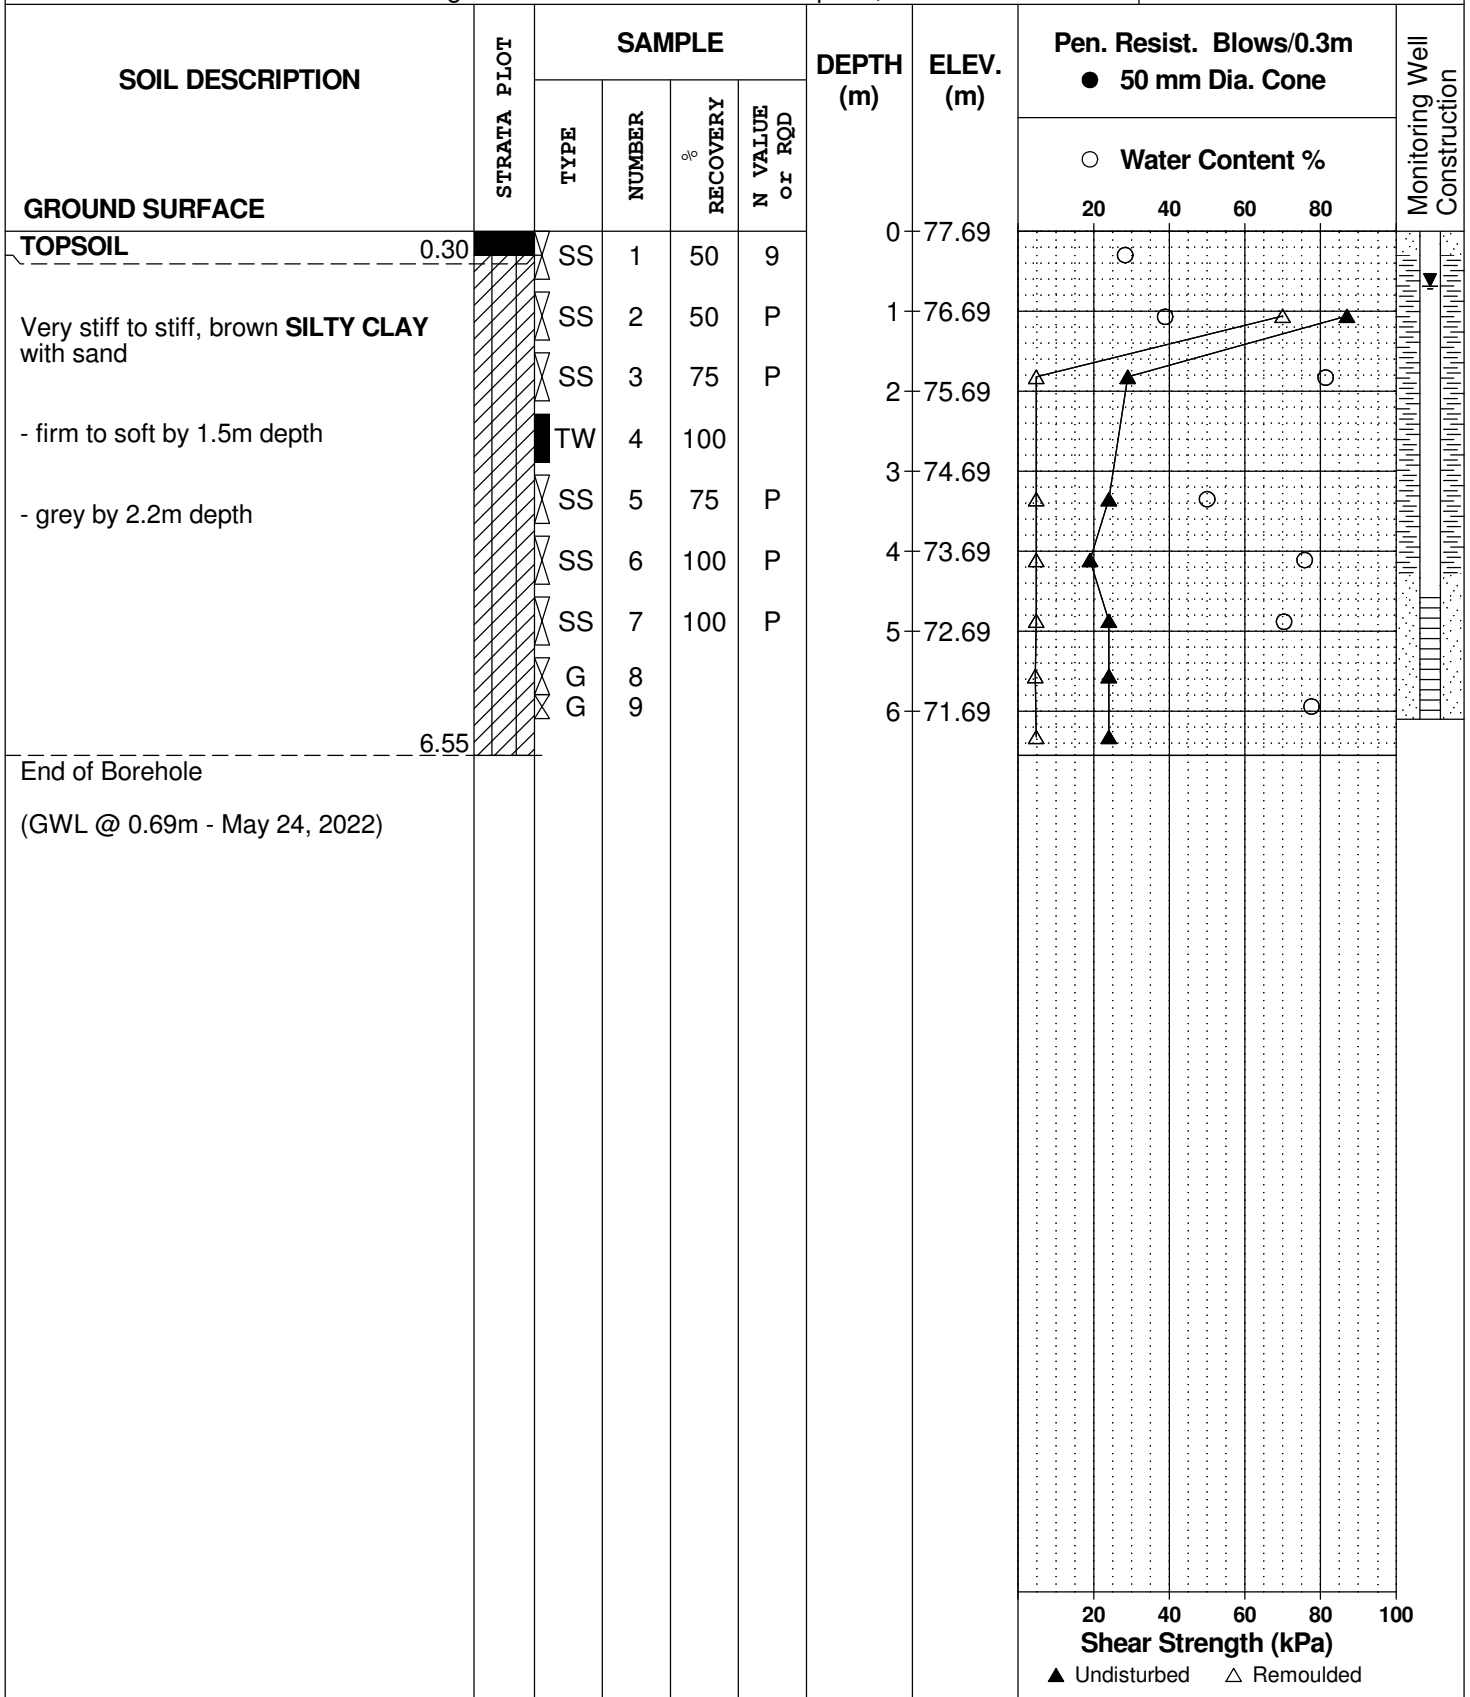 SOIL DESCRIPTION
GROUND SURFACE
STRATA PLOT
SAMPLE
TYPE
NUMBER
% RECOVERY
N VALUE or RQD
DEPTH (m)
ELEV. (m)
Pen. Resist. Blows/0.3m
● 50 mm Dia. Cone
○ Water Content %
20 40 60 80
Monitoring Well Construction
TOPSOIL 0.30
SS 1 50 9
0 77.69
Very stiff to stiff, brown SILTY CLAY
with sand
SS 2 50 P
1 76.69
SS 3 75 P
2 75.69
- firm to soft by 1.5m depth
TW 4 100
3 74.69
- grey by 2.2m depth
SS 5 75 P
4 73.69
SS 6 100 P
SS 7 100 P
5 72.69
G 8
G 9
6 71.69
6.55
End of Borehole
(GWL @ 0.69m - May 24, 2022)
20 40 60 80 100
Shear Strength (kPa)
▲ Undisturbed △ Remoulded